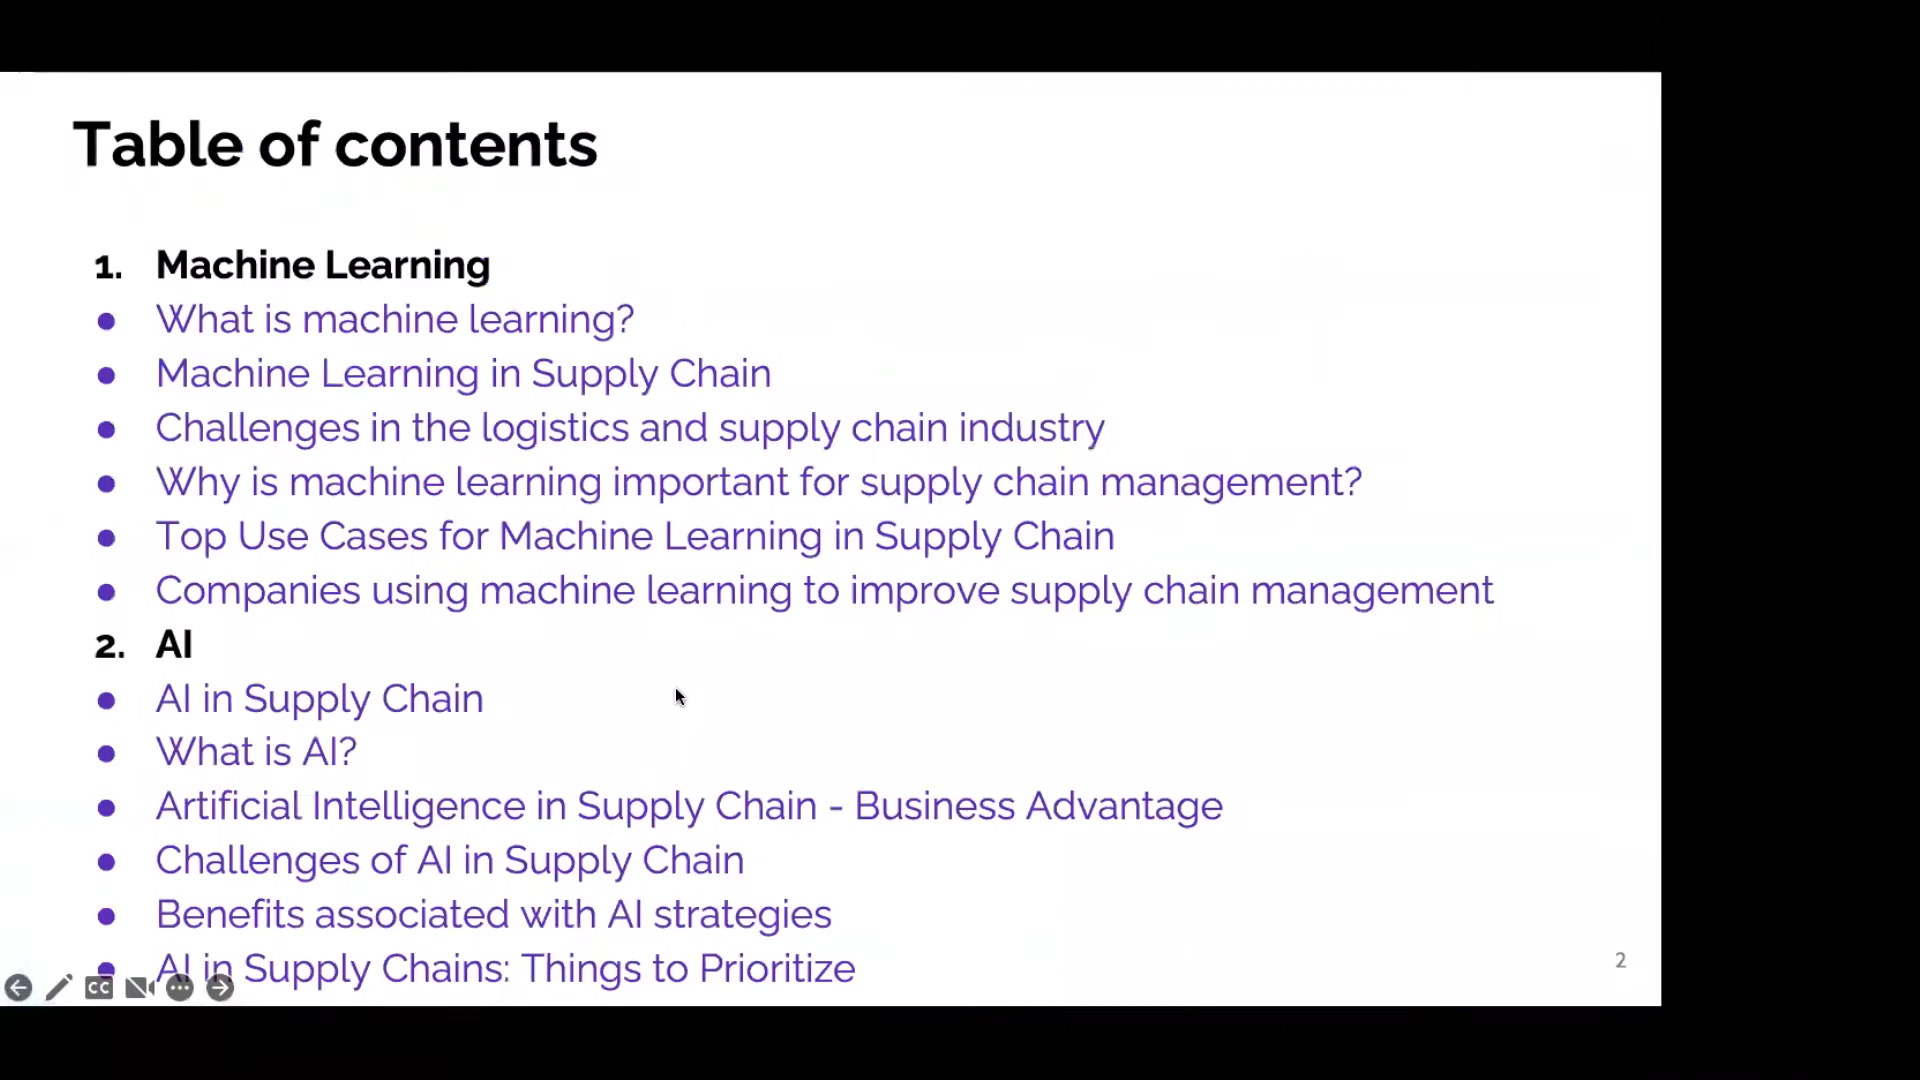 Table of contents
1. Machine Learning
● What is machine learning?
● Machine Learning in Supply Chain
● Challenges in the logistics and supply chain industry
● Why is machine learning important for supply chain management?
● Top Use Cases for Machine Learning in Supply Chain
● Companies using machine learning to improve supply chain management
2. AI
● AI in Supply Chain
● What is AI?
● Artificial Intelligence in Supply Chain - Business Advantage
● Challenges of AI in Supply Chain
● Benefits associated with AI strategies
● AI in Supply Chains: Things to Prioritize
2
CC